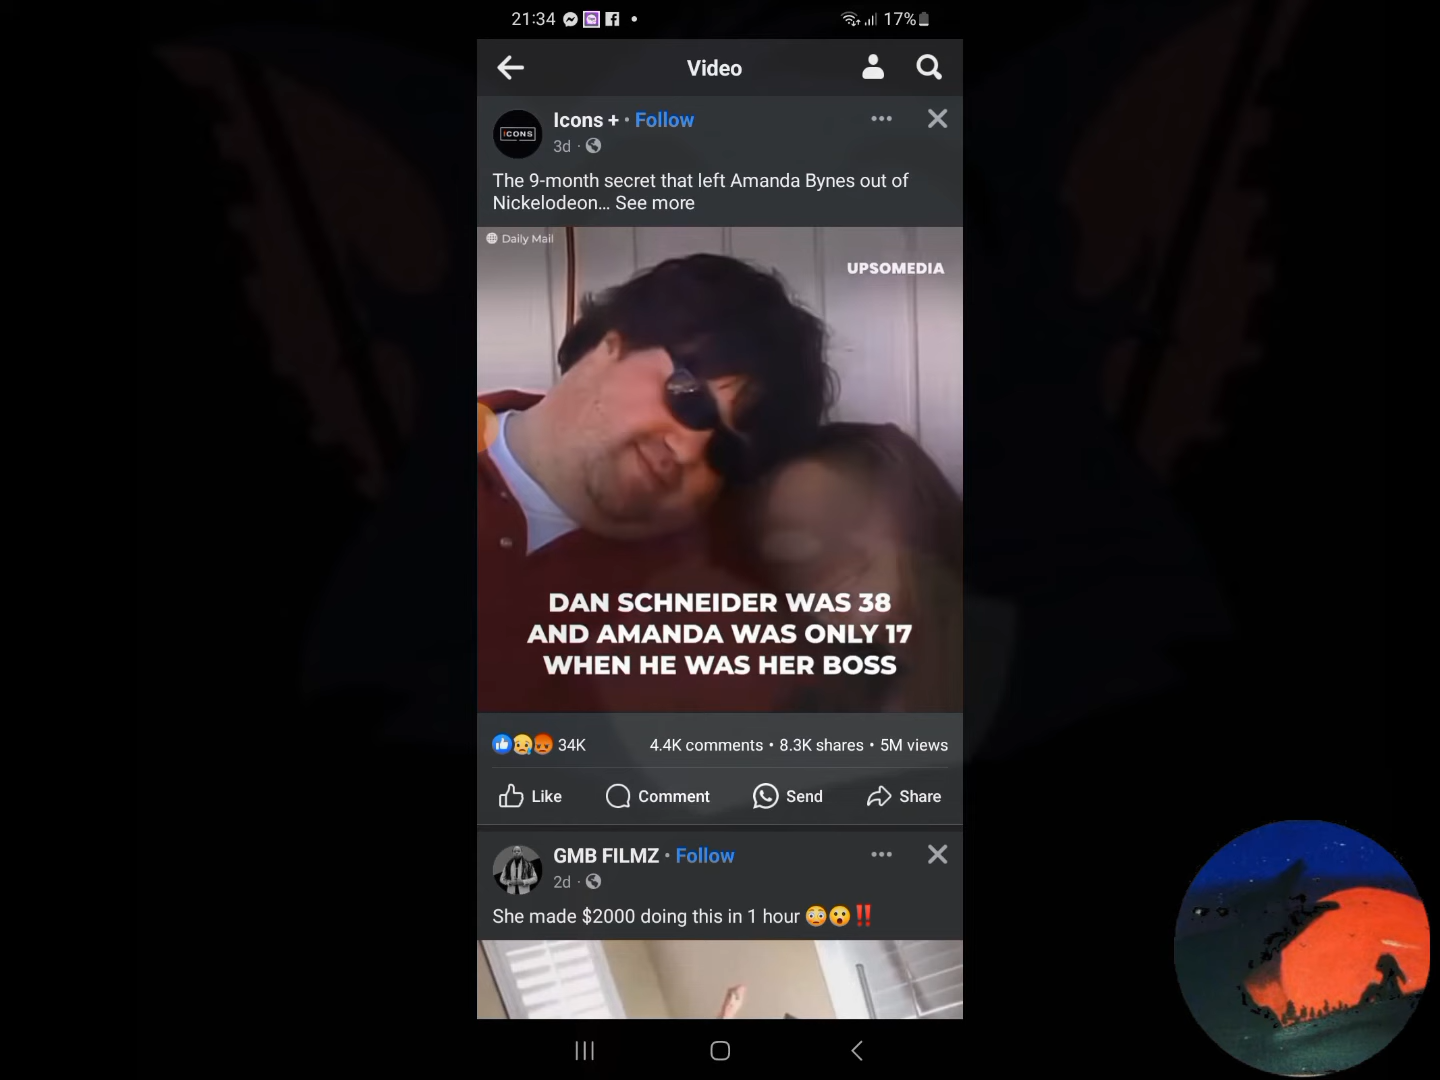 21:34
17%
Video
ICONS
Icons + · Follow
3d ·
The 9-month secret that left Amanda Bynes out of
Nickelodeon... See more
Daily Mail
UPSOMEDIA
DAN SCHNEIDER WAS 38
AND AMANDA WAS ONLY 17
WHEN HE WAS HER BOSS
34K
4.4K comments • 8.3K shares • 5M views
Like
Comment
Send
Share
GMB FILMZ · Follow
2d ·
She made $2000 doing this in 1 hour 😳😮‼️